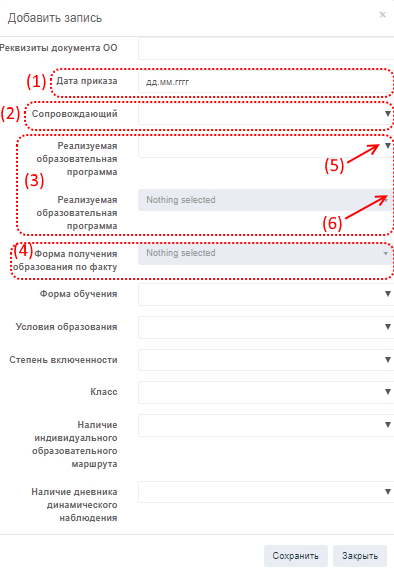 Добавить запись ×
Реквизиты документа ОО
(1) Дата приказа дд.мм.гггг
(2) Сопровождающий
Реализуемая
образовательная
программа
(5)
(3)
Реализуемая
образовательная
программа
Nothing selected
(6)
(4) Форма получения
образования по факту
Nothing selected
Форма обучения
Условия образования
Степень включенности
Класс
Наличие
индивидуального
образовательного
маршрута
Наличие дневника
динамического
наблюдения
Сохранить Закрыть